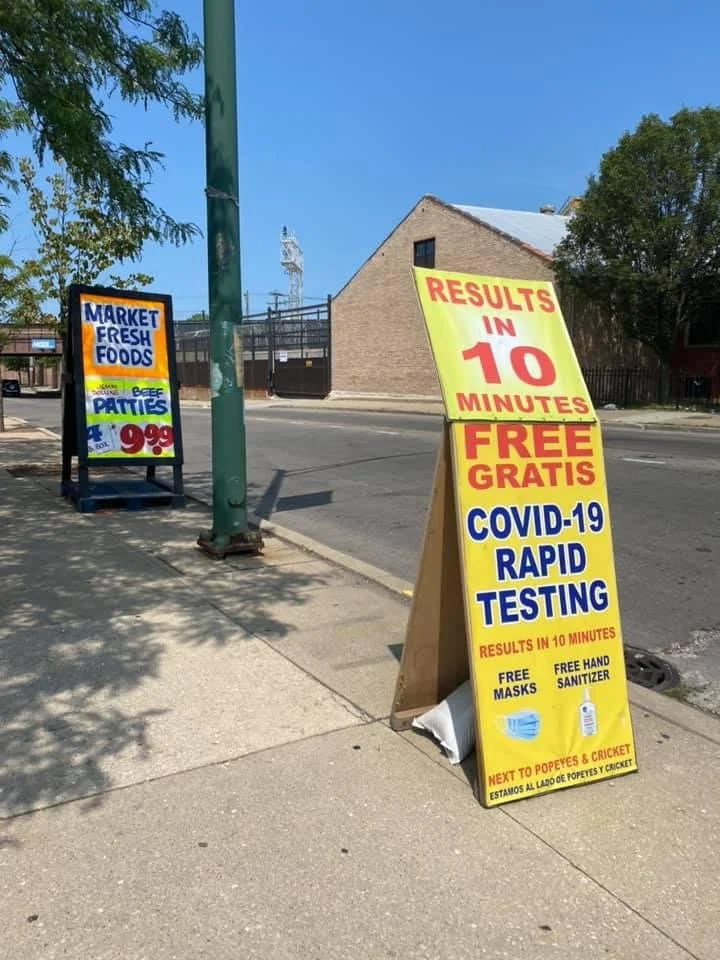 MARKET
FRESH
FOODS
BEEF
PATTIES
9.99
RESULTS
IN
10
MINUTES
FREE
GRATIS
COVID-19
RAPID
TESTING
RESULTS IN 10 MINUTES
FREE
MASKS
FREE HAND
SANITIZER
NEXT TO POPEYES & CRICKET
ESTAMOS AL LADO DE POPEYES Y CRICKET